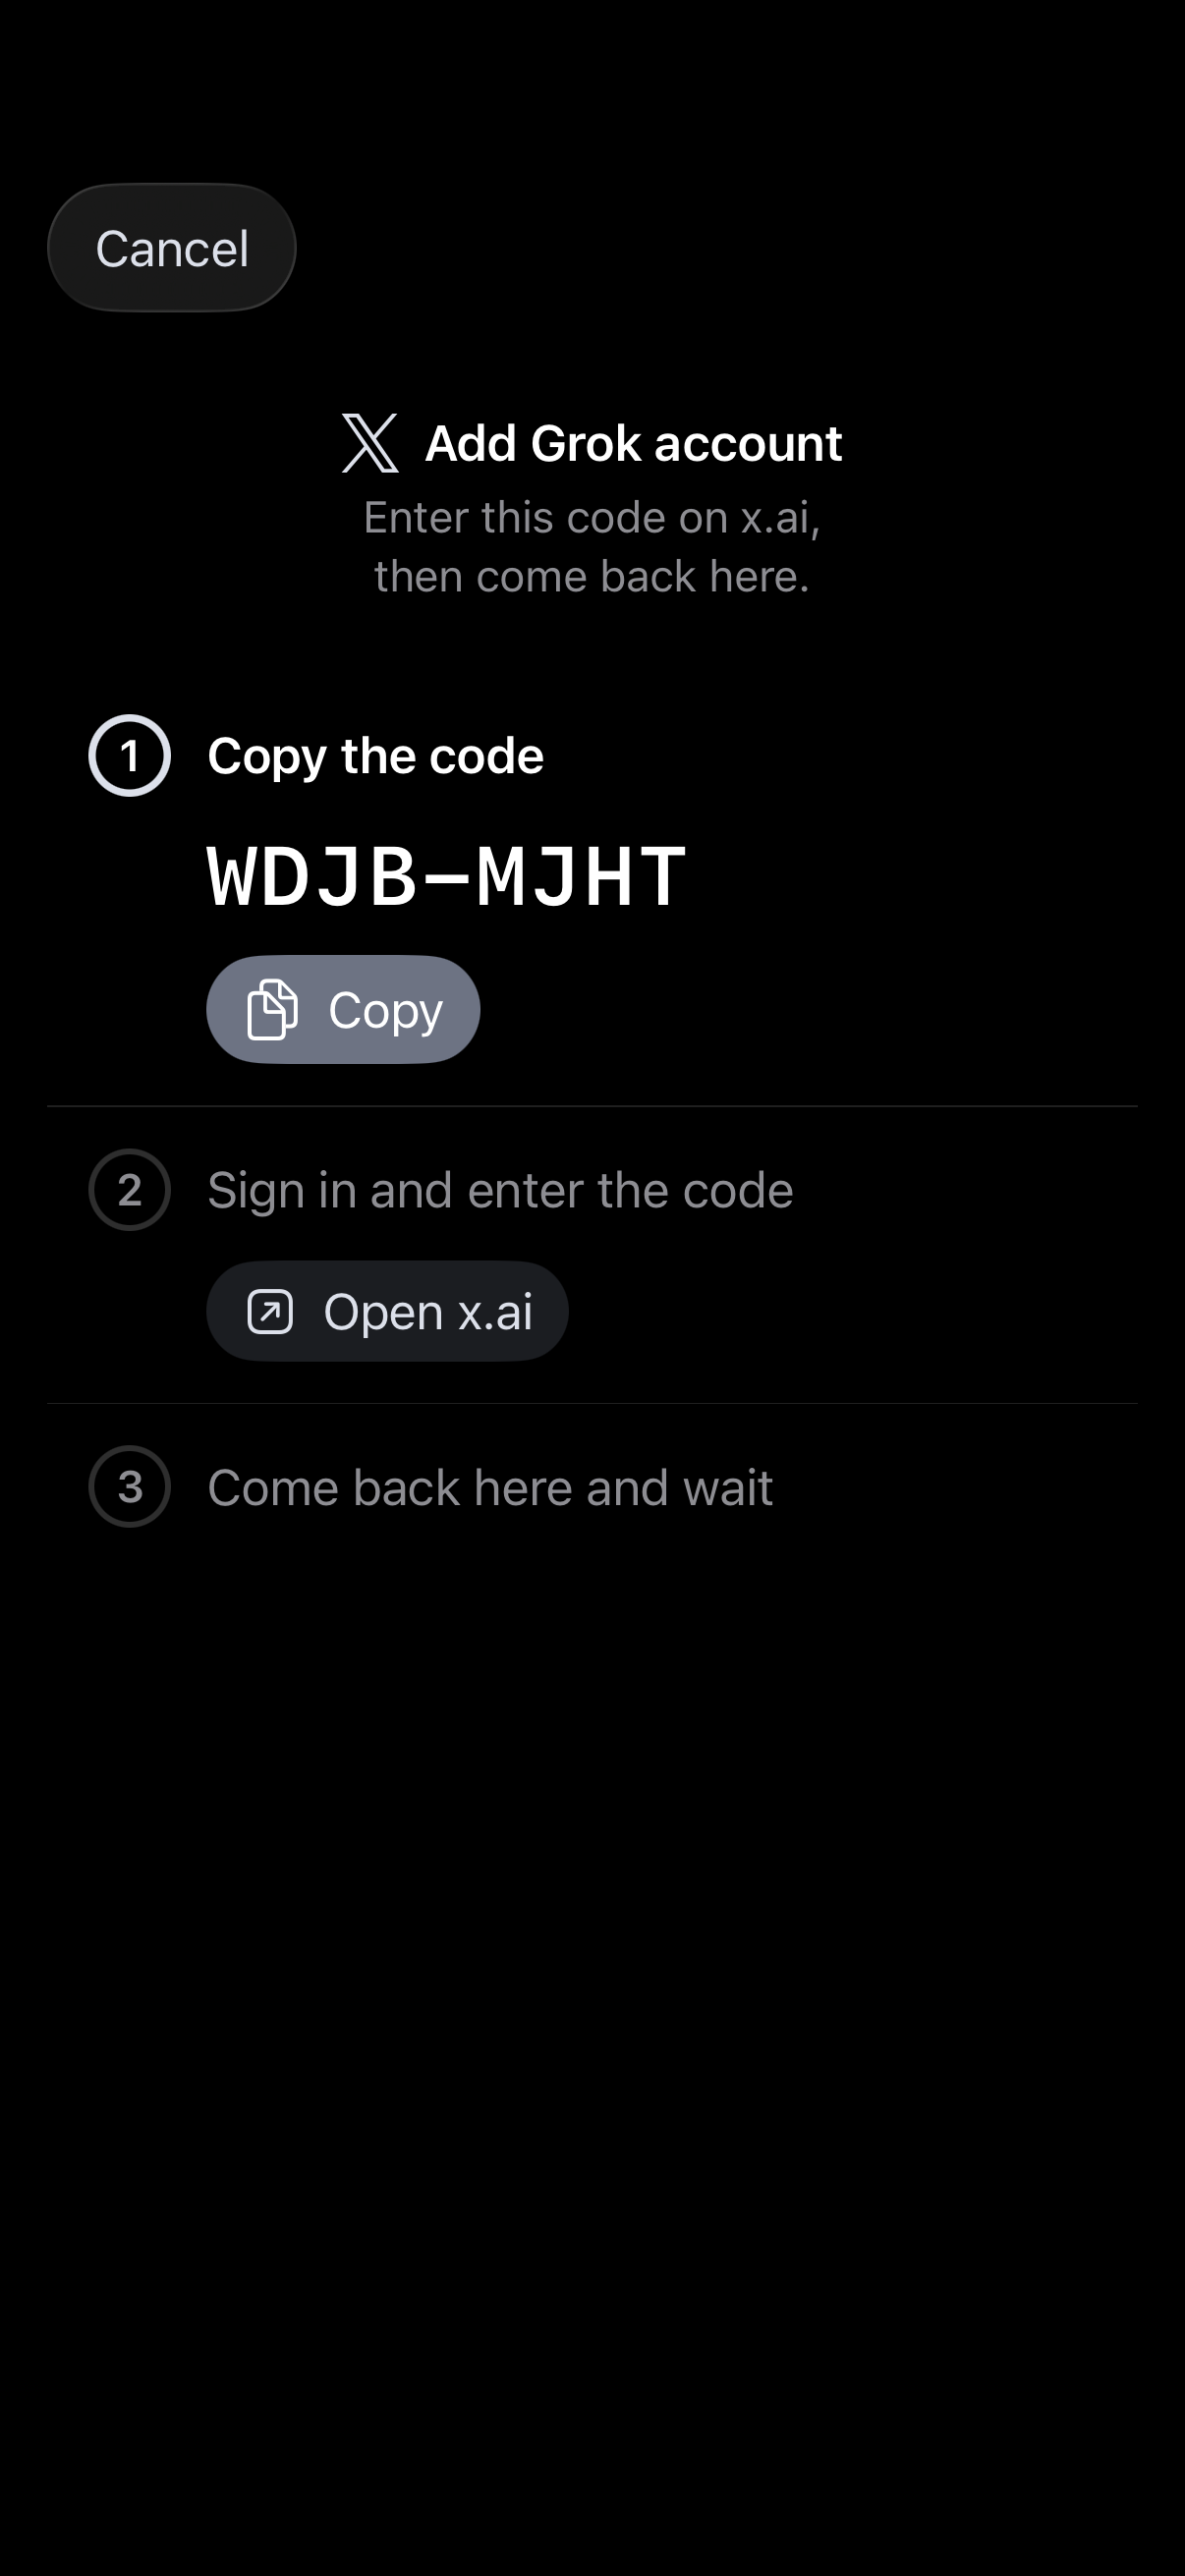 Cancel
Add Grok account
Enter this code on x.ai,
then come back here.
1 Copy the code
WDJB-MJHT
Copy
2 Sign in and enter the code
Open x.ai
3 Come back here and wait